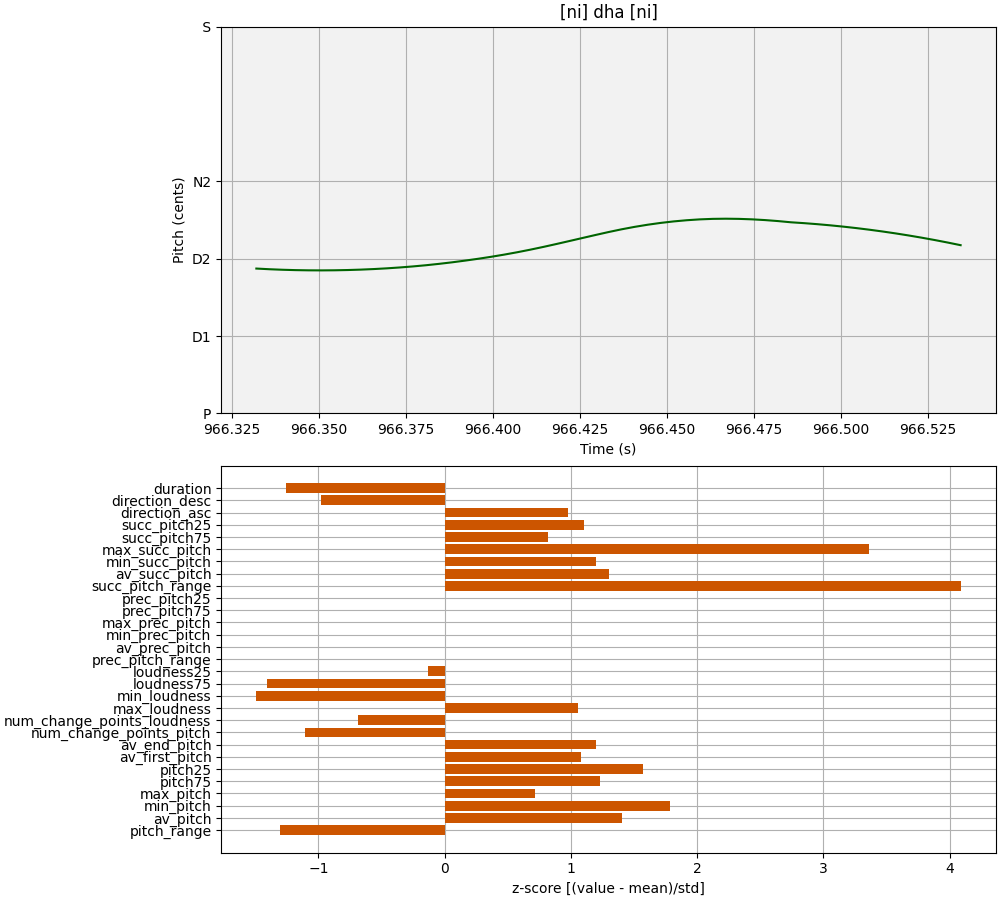 [ni] dha [ni]
S
N2
D2
D1
P
Pitch (cents)
966.325 966.350 966.375 966.400 966.425 966.450 966.475 966.500 966.525
Time (s)
duration
direction_desc
direction_asc
succ_pitch25
succ_pitch75
max_succ_pitch
min_succ_pitch
av_succ_pitch
succ_pitch_range
prec_pitch25
prec_pitch75
max_prec_pitch
min_prec_pitch
av_prec_pitch
prec_pitch_range
loudness25
loudness75
min_loudness
max_loudness
num_change_points_loudness
num_change_points_pitch
av_end_pitch
av_first_pitch
pitch25
pitch75
max_pitch
min_pitch
av_pitch
pitch_range
−1 0 1 2 3 4
z-score [(value - mean)/std]